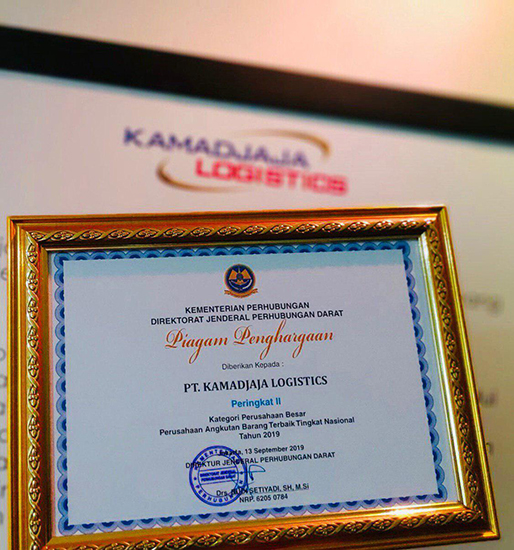 KAMADJAJA
LOGISTICS
KEMENTERIAN PERHUBUNGAN
DIREKTORAT JENDERAL PERHUBUNGAN DARAT
Piagam Penghargaan
Diberikan Kepada :
PT. KAMADJAJA LOGISTICS
Peringkat II
Kategori Perusahaan Besar
Perusahaan Angkutan Barang Terbaik Tingkat Nasional
Tahun 2019
13 September 2019
DIREKTUR JENDERAL PERHUBUNGAN DARAT
Drs. SETIYADI, SH, M.Si
NRP. 6205 0784